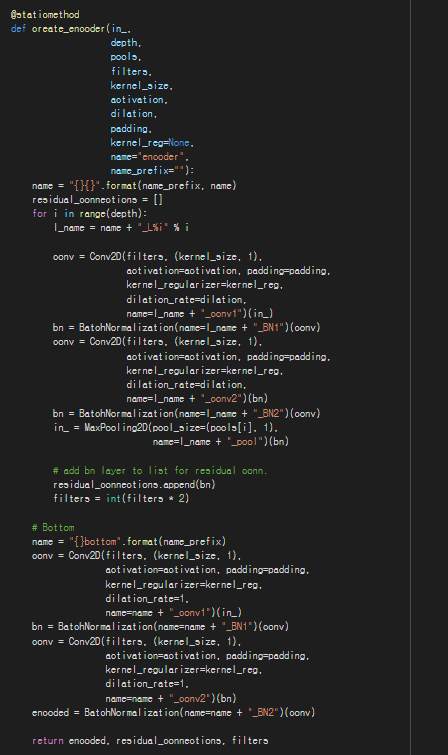 @staticmethod
def create_encoder(in_,
                   depth,
                   pools,
                   filters,
                   kernel_size,
                   activation,
                   dilation,
                   padding,
                   kernel_reg=None,
                   name="encoder",
                   name_prefix=""):
    name = "{}{}".format(name_prefix, name)
    residual_connections = []
    for i in range(depth):
        l_name = name + "_L%i" % i

        conv = Conv2D(filters, (kernel_size, 1),
                      activation=activation, padding=padding,
                      kernel_regularizer=kernel_reg,
                      dilation_rate=dilation,
                      name=l_name + "_conv1")(in_)
        bn = BatchNormalization(name=l_name + "_BN1")(conv)
        conv = Conv2D(filters, (kernel_size, 1),
                      activation=activation, padding=padding,
                      kernel_regularizer=kernel_reg,
                      dilation_rate=dilation,
                      name=l_name + "_conv2")(bn)
        bn = BatchNormalization(name=l_name + "_BN2")(conv)
        in_ = MaxPooling2D(pool_size=(pools[i], 1),
                           name=l_name + "_pool")(bn)

        # add bn layer to list for residual conn.
        residual_connections.append(bn)
        filters = int(filters * 2)

    # Bottom
    name = "{}bottom".format(name_prefix)
    conv = Conv2D(filters, (kernel_size, 1),
                  activation=activation, padding=padding,
                  kernel_regularizer=kernel_reg,
                  dilation_rate=1,
                  name=name + "_conv1")(in_)
    bn = BatchNormalization(name=name + "_BN1")(conv)
    conv = Conv2D(filters, (kernel_size, 1),
                  activation=activation, padding=padding,
                  kernel_regularizer=kernel_reg,
                  dilation_rate=1,
                  name=name + "_conv2")(bn)
    encoded = BatchNormalization(name=name + "_BN2")(conv)

    return encoded, residual_connections, filters